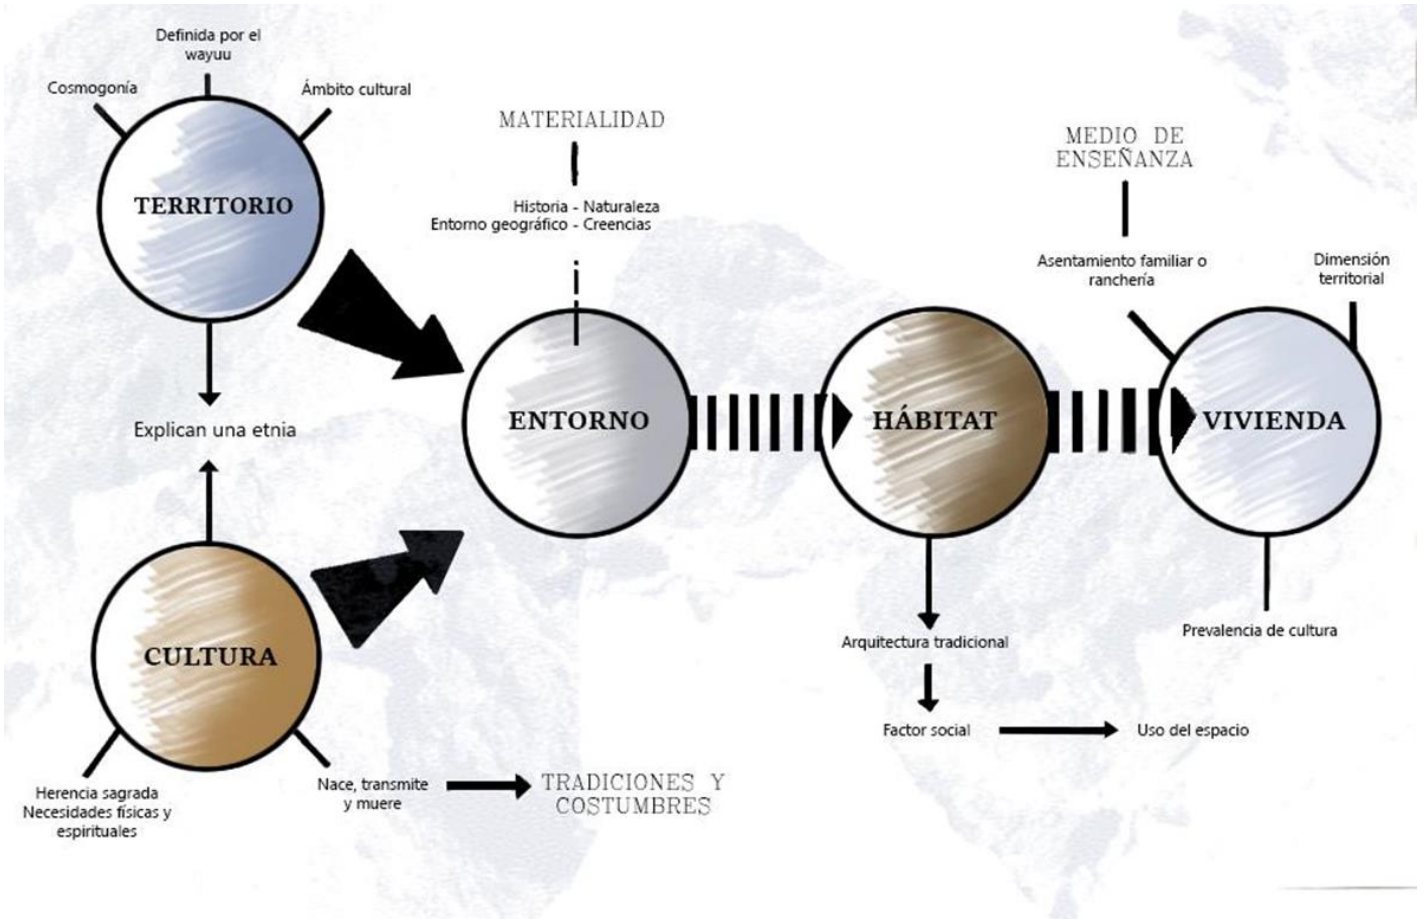 Definida por el
wayuu
Cosmogonía
Ámbito cultural
TERRITORIO
Explican una etnia
CULTURA
Herencia sagrada
Necesidades físicas y
espirituales
Nace, transmite
y muere
TRADICIONES Y
COSTUMBRES
MATERIALIDAD
Historia - Naturaleza
Entorno geográfico - Creencias
ENTORNO
HÁBITAT
Arquitectura tradicional
Factor social
Uso del espacio
MEDIO DE
ENSEÑANZA
Asentamiento familiar o
ranchería
Dimensión
territorial
VIVIENDA
Prevalencia de cultura